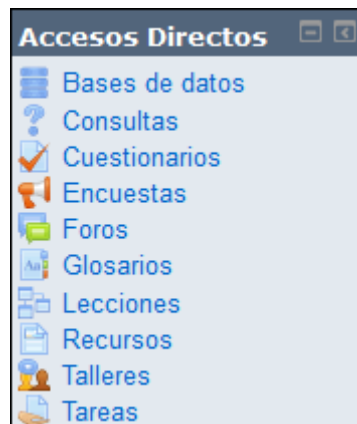 Accesos Directos
Bases de datos
Consultas
Cuestionarios
Encuestas
Foros
Glosarios
Lecciones
Recursos
Talleres
Tareas